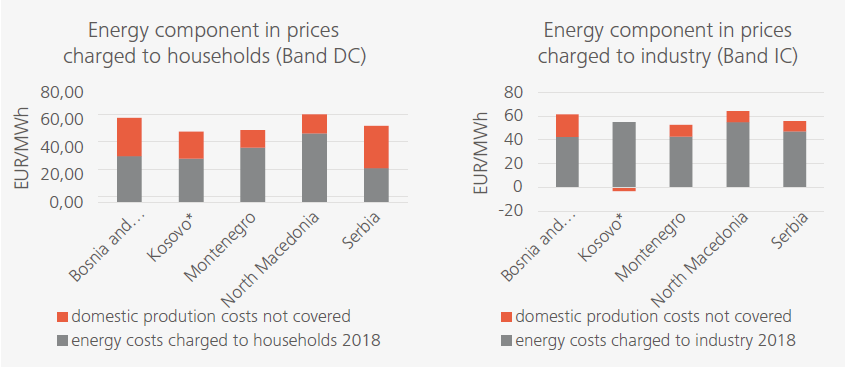 Energy component in prices
charged to households (Band DC)
EUR/MWh
80,00
60,00
40,00
20,00
0,00
Bosnia and...
Kosovo*
Montenegro
North Macedonia
Serbia
domestic prodution costs not covered
energy costs charged to households 2018
Energy component in prices
charged to industry (Band IC)
EUR/MWh
80
60
40
20
0
-20
Bosnia and...
Kosovo*
Montenegro
North Macedonia
Serbia
domestic prodution costs not covered
energy costs charged to industry 2018